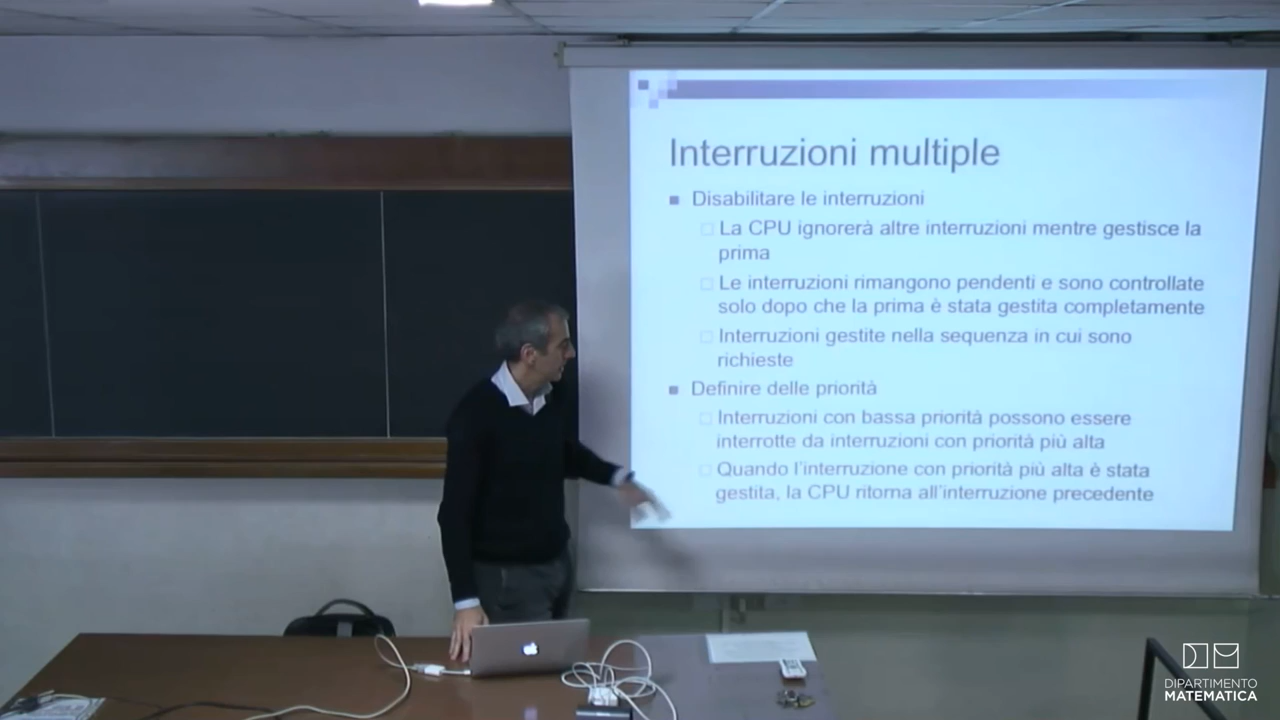 Interruzioni multiple
Disabilitare le interruzioni
La CPU ignorerà altre interruzioni mentre gestisce la
prima
Le interruzioni rimangono pendenti e sono controllate
solo dopo che la prima è stata gestita completamente
Interruzioni gestite nella sequenza in cui sono
richieste
Definire delle priorità
Interruzioni con bassa priorità possono essere
interrotte da interruzioni con priorità più alta
Quando l'interruzione con priorità più alta è stata
gestita, la CPU ritorna all'interruzione precedente
DIPARTIMENTO
MATEMATICA